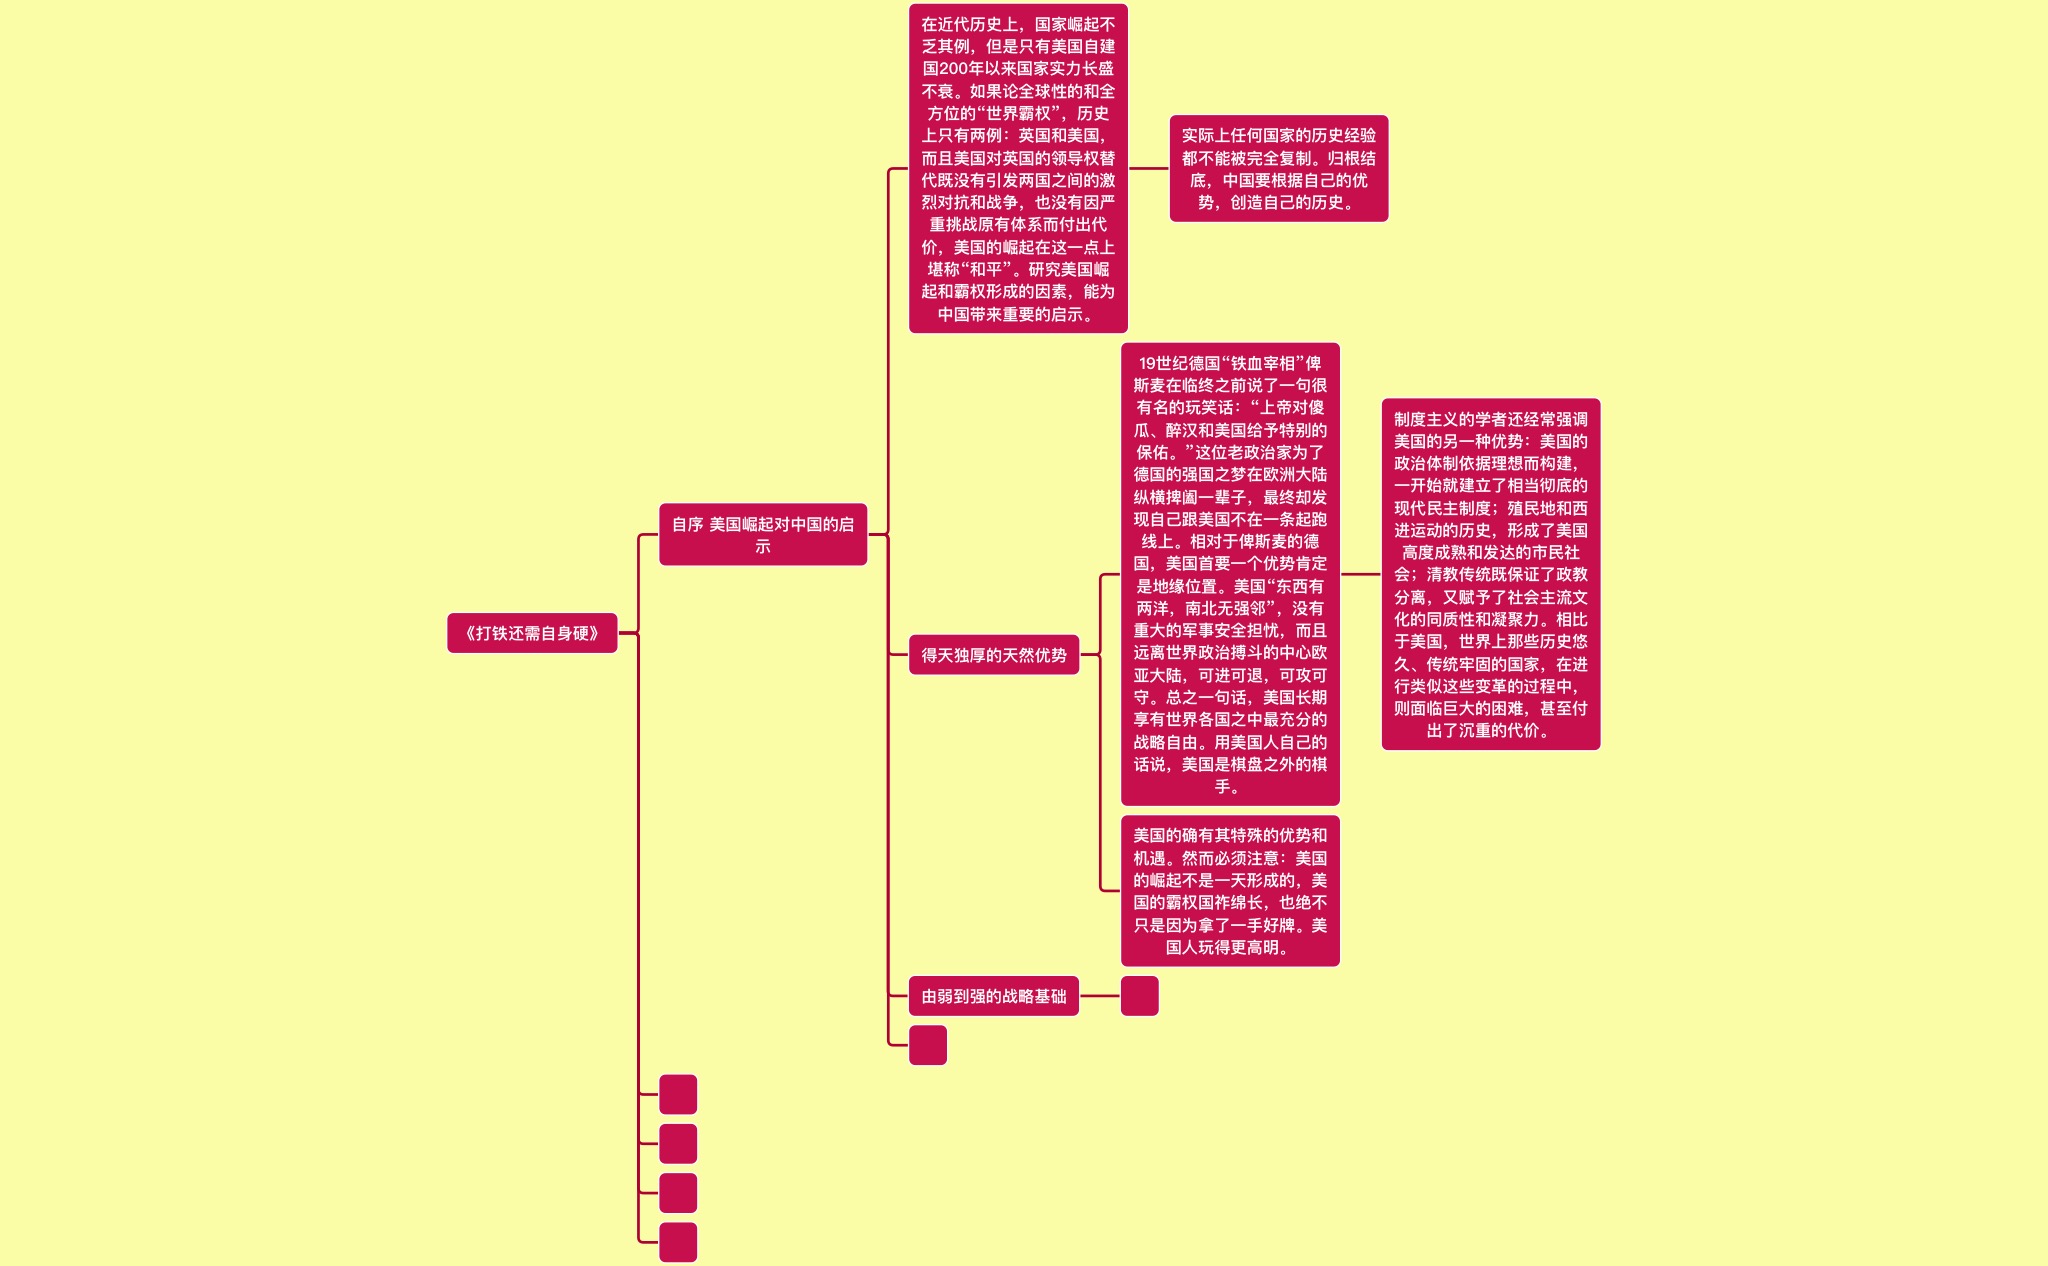 《打铁还需自身硬》
自序 美国崛起对中国的启
示
在近代历史上，国家崛起不
乏其例，但是只有美国自建
国200年以来国家实力长盛
不衰。如果论全球性的和全
方位的“世界霸权”，历史
上只有两例：英国和美国，
而且美国对英国的领导权替
代既没有引发两国之间的激
烈对抗和战争，也没有因严
重挑战原有体系而付出代
价，美国的崛起在这一点上
堪称“和平”。研究美国崛
起和霸权形成的因素，能为
中国带来重要的启示。
实际上任何国家的历史经验
都不能被完全复制。归根结
底，中国要根据自己的优
势，创造自己的历史。
得天独厚的天然优势
19世纪德国“铁血宰相”俾
斯麦在临终之前说了一句很
有名的玩笑话：“上帝对傻
瓜、醉汉和美国给予特别的
保佑。”这位老政治家为了
德国的强国之梦在欧洲大陆
纵横捭阖一辈子，最终却发
现自己跟美国不在一条起跑
线上。相对于俾斯麦的德
国，美国首要一个优势肯定
是地缘位置。美国“东西有
两洋，南北无强邻”，没有
重大的军事安全担忧，而且
远离世界政治搏斗的中心欧
亚大陆，可进可退，可攻可
守。总之一句话，美国长期
享有世界各国之中最充分的
战略自由。用美国人自己的
话说，美国是棋盘之外的棋
手。
制度主义的学者还经常强调
美国的另一种优势：美国的
政治体制依据理想而构建，
一开始就建立了相当彻底的
现代民主制度；殖民地和西
进运动的历史，形成了美国
高度成熟和发达的市民社
会；清教传统既保证了政教
分离，又赋予了社会主流文
化的同质性和凝聚力。相比
于美国，世界上那些历史悠
久、传统牢固的国家，在进
行类似这些变革的过程中，
则面临巨大的困难，甚至付
出了沉重的代价。
美国的确有其特殊的优势和
机遇。然而必须注意：美国
的崛起不是一天形成的，美
国的霸权国祚绵长，也绝不
只是因为拿了一手好牌。美
国人玩得更高明。
由弱到强的战略基础